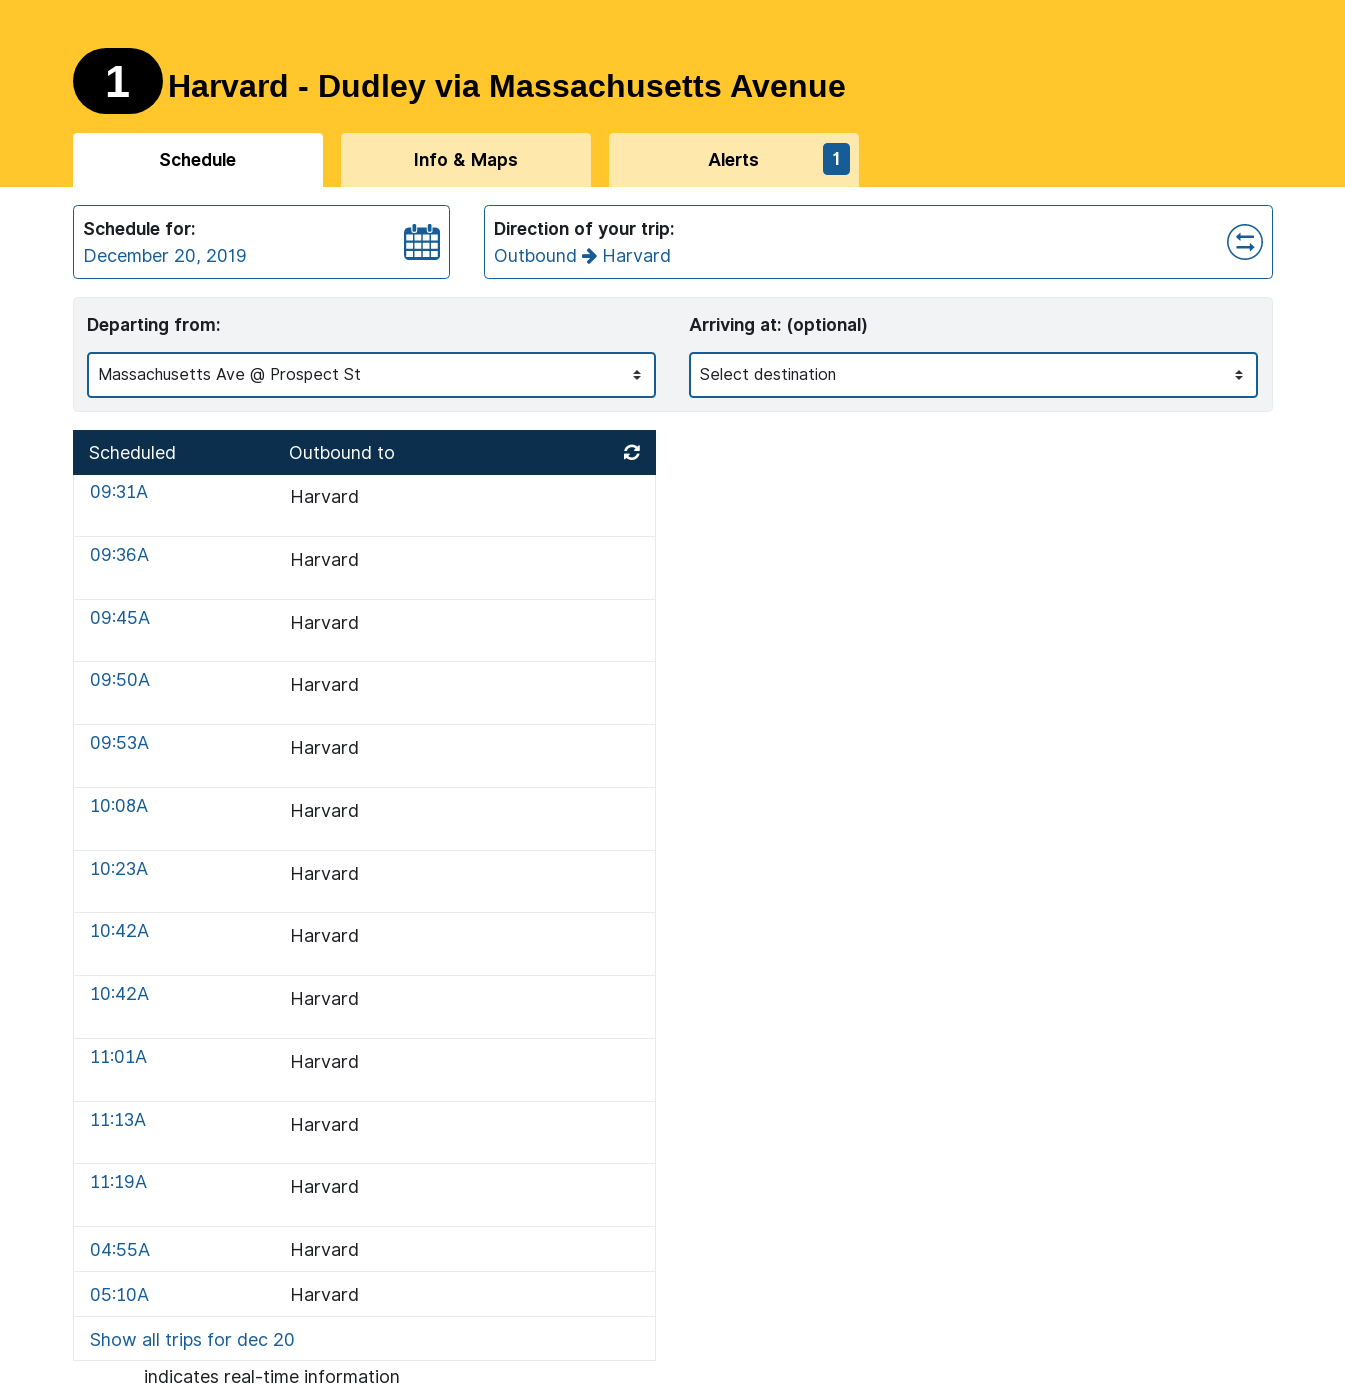 1 Harvard - Dudley via Massachusetts Avenue
Schedule Info & Maps Alerts 1
Schedule for: Direction of your trip:
December 20, 2019 Outbound Harvard
Departing from: Arriving at: (optional)
Massachusetts Ave @ Prospect St Select destination
Scheduled Outbound to
09:31A Harvard
09:36A Harvard
09:45A Harvard
09:50A Harvard
09:53A Harvard
10:08A Harvard
10:23A Harvard
10:42A Harvard
10:42A Harvard
11:01A Harvard
11:13A Harvard
11:19A Harvard
04:55A Harvard
05:10A Harvard
Show all trips for dec 20
indicates real-time information